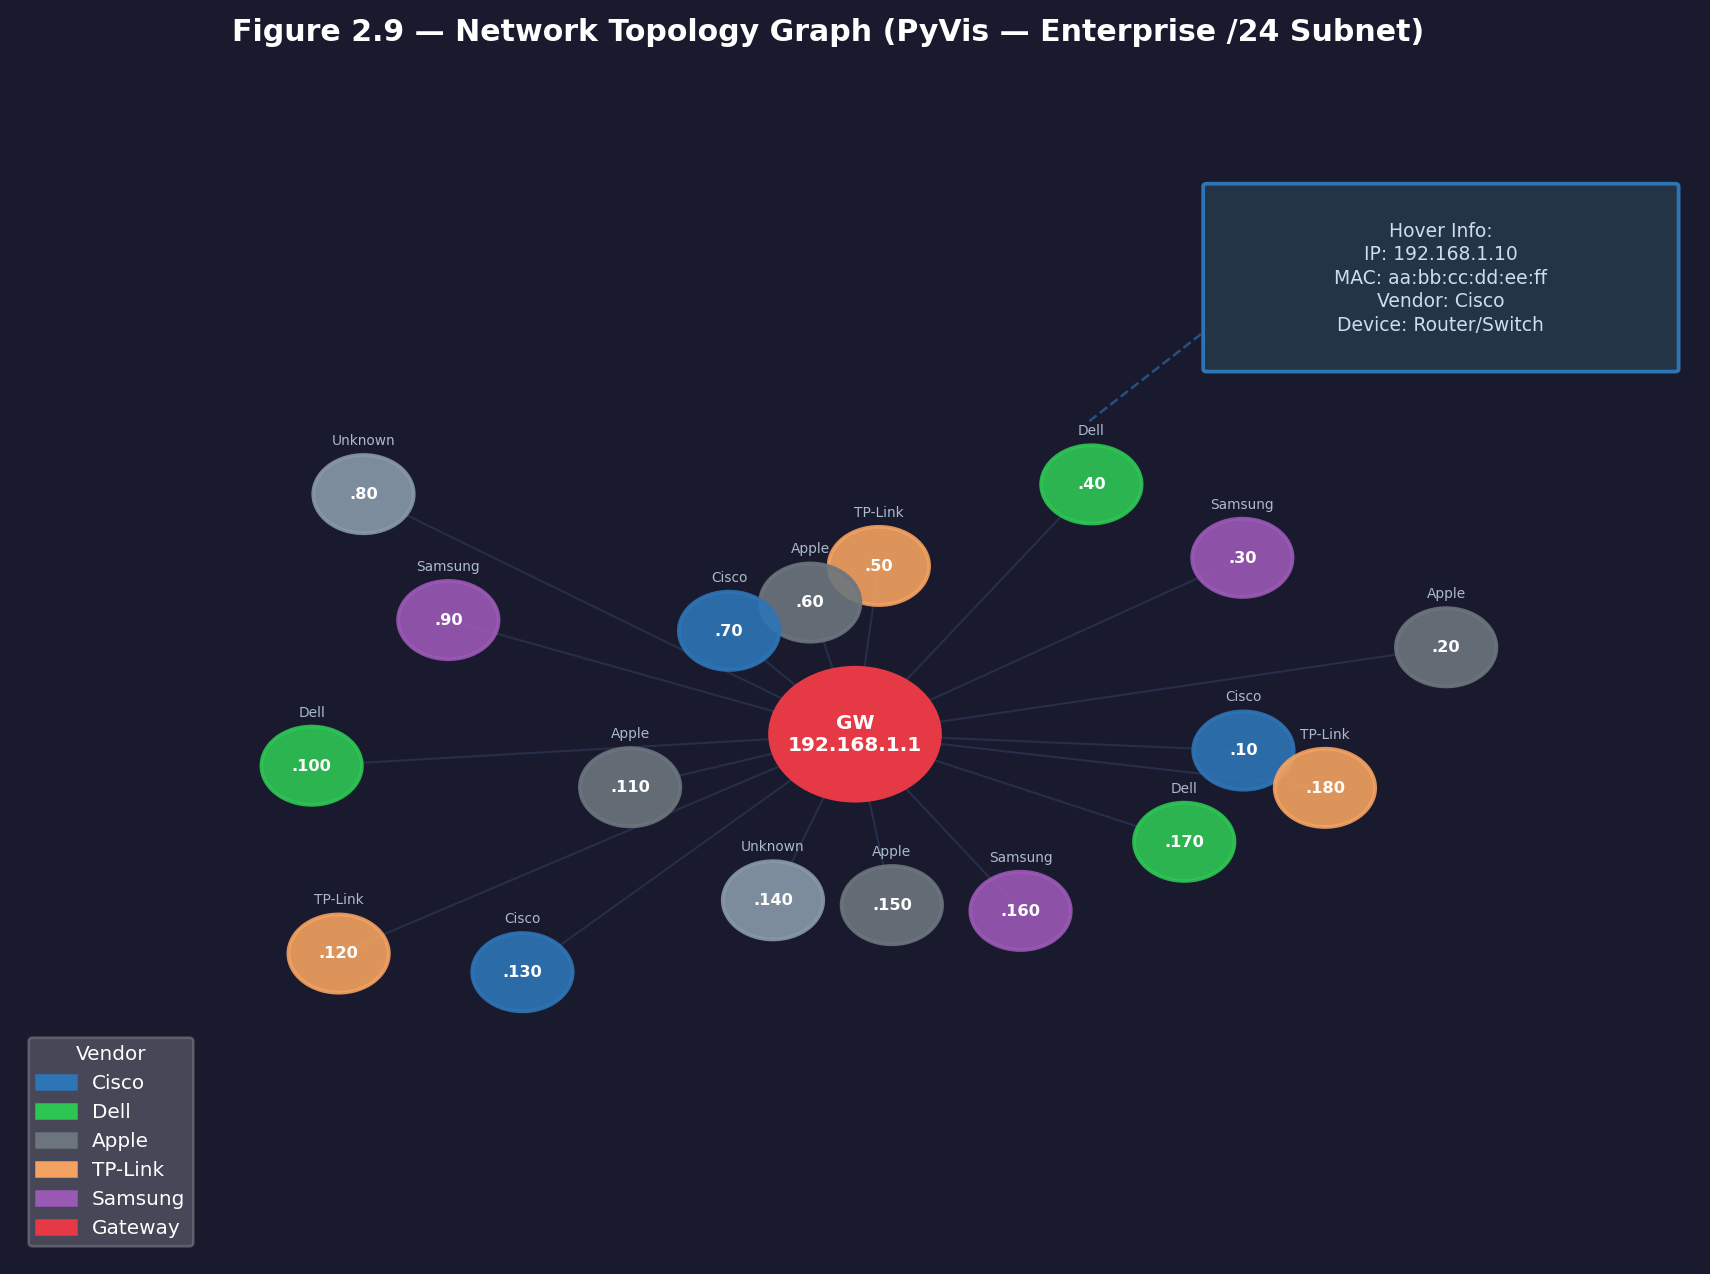 Figure 2.9 — Network Topology Graph (PyVis — Enterprise /24 Subnet)
Hover Info:
IP: 192.168.1.10
MAC: aa:bb:cc:dd:ee:ff
Vendor: Cisco
Device: Router/Switch
Dell
.40
Unknown
.80
Samsung
.30
TP-Link
.50
Apple
.60
Samsung
.90
Cisco
.70
Apple
.20
GW
192.168.1.1
Cisco
.10
TP-Link
.180
Dell
.100
Apple
.110
Dell
.170
Unknown
.140
Apple
.150
Samsung
.160
TP-Link
.120
Cisco
.130
Vendor
Cisco
Dell
Apple
TP-Link
Samsung
Gateway